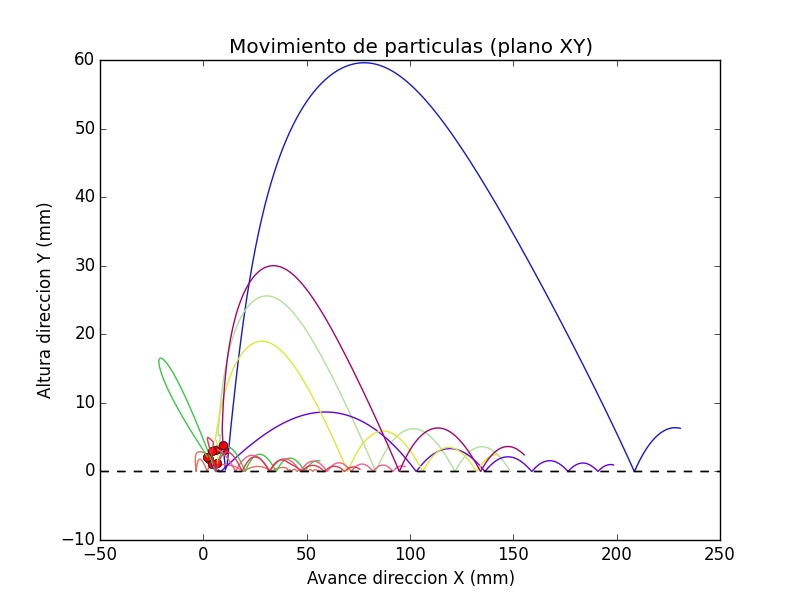 Movimiento de particulas (plano XY)
60
50
40
30
20
10
0
−10
−50 0 50 100 150 200 250
Altura direccion Y (mm)
Avance direccion X (mm)